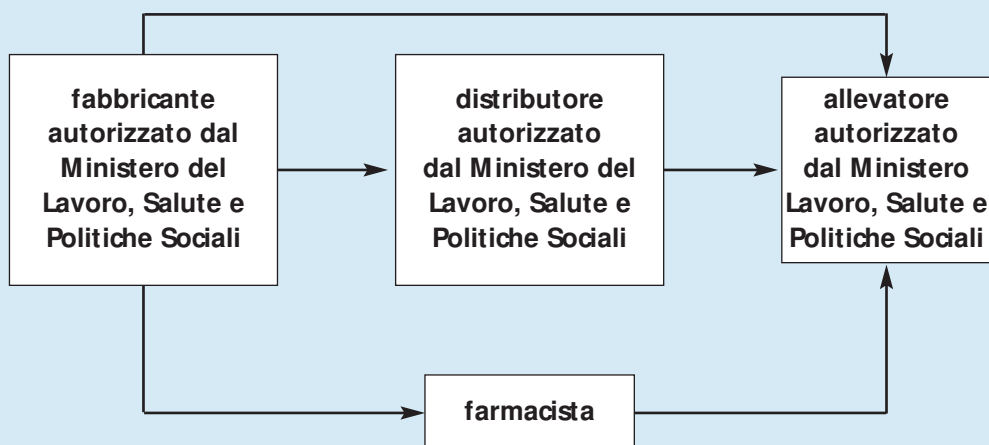 fabbricante
autorizzato dal
Ministero del
Lavoro, Salute e
Politiche Sociali
distributore
autorizzato
dal Ministero del
Lavoro, Salute e
Politiche Sociali
allevatore
autorizzato
dal Ministero
Lavoro, Salute e
Politiche Sociali
farmacista